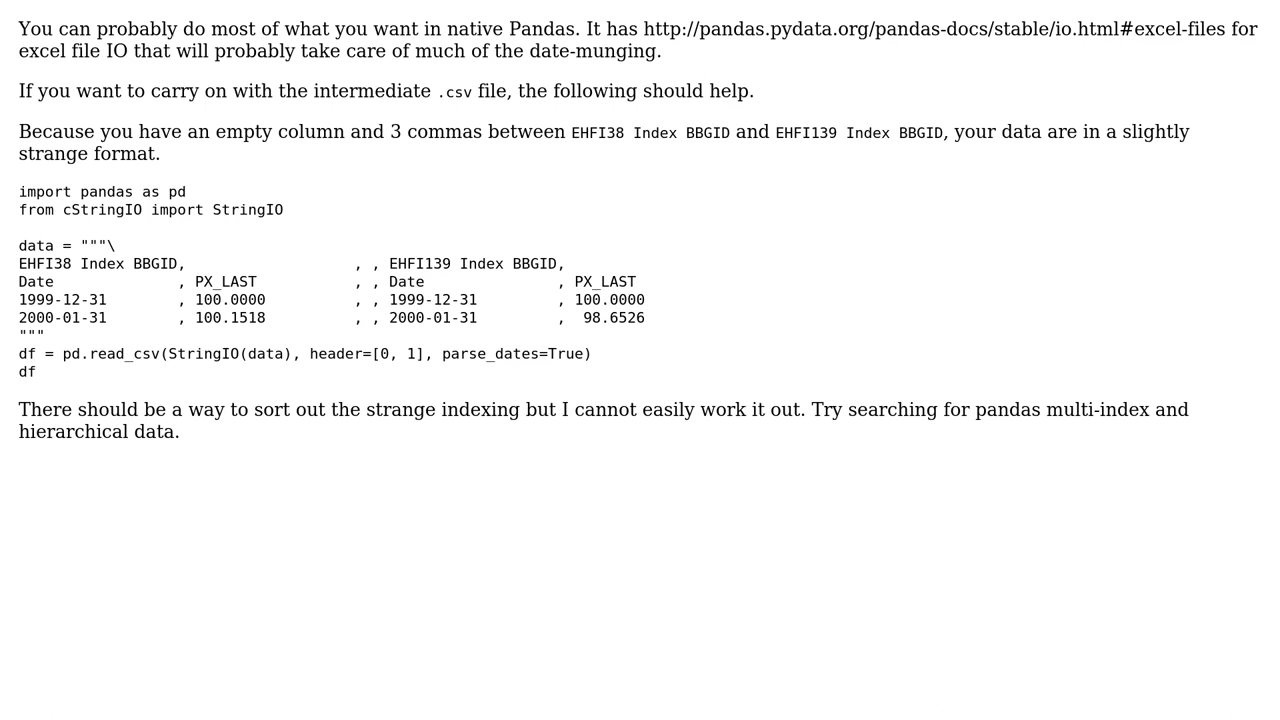 You can probably do most of what you want in native Pandas. It has http://pandas.pydata.org/pandas-docs/stable/io.html#excel-files for
excel file IO that will probably take care of much of the date-munging.
If you want to carry on with the intermediate .csv file, the following should help.
Because you have an empty column and 3 commas between EHFI38 Index BBGID and EHFI139 Index BBGID, your data are in a slightly
strange format.
import pandas as pd
from cStringIO import StringIO
data = """\
EHFI38 Index BBGID,                   , , EHFI139 Index BBGID,
Date              , PX_LAST           , , Date               , PX_LAST
1999-12-31        , 100.0000          , , 1999-12-31         , 100.0000
2000-01-31        , 100.1518          , , 2000-01-31         ,  98.6526
"""
df = pd.read_csv(StringIO(data), header=[0, 1], parse_dates=True)
df
There should be a way to sort out the strange indexing but I cannot easily work it out. Try searching for pandas multi-index and
hierarchical data.